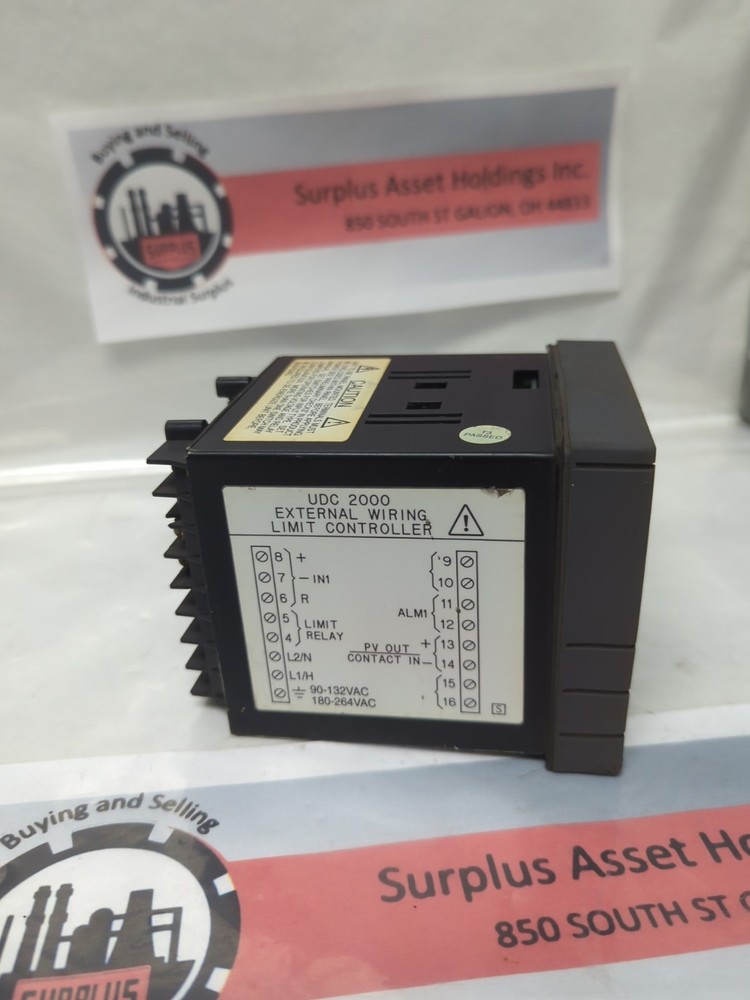 Buying and Selling
SURPLUS
Industrial Surplus
Surplus Asset Holdings Inc.
850 SOUTH ST GALION, OH 44833
CAUTION
T3
PASSED
UDC 2000
EXTERNAL WIRING
LIMIT CONTROLLER
8 +
7 − IN1
6 R
5
4
LIMIT
RELAY
L2/N
L1/H
90-132VAC
180-264VAC
9
10
11
12
ALM1
13 +
14 −
PV OUT
CONTACT IN
15
16
S
Buying and Selling
SURPLUS
Surplus Asset Ho
850 SOUTH ST G